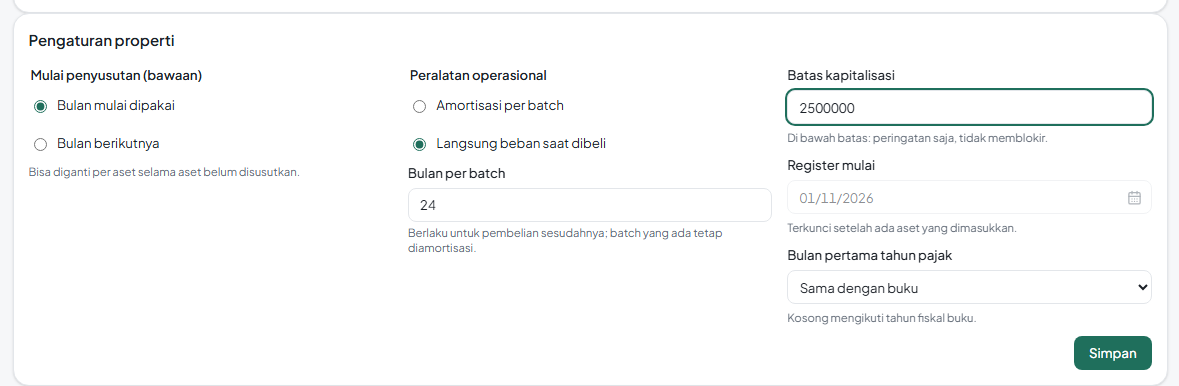 Pengaturan properti
Mulai penyusutan (bawaan)
Bulan mulai dipakai
Bulan berikutnya
Bisa diganti per aset selama aset belum disusutkan.
Peralatan operasional
Amortisasi per batch
Langsung beban saat dibeli
Bulan per batch
24
Berlaku untuk pembelian sesudahnya; batch yang ada tetap
diamortisasi.
Batas kapitalisasi
2500000
Di bawah batas: peringatan saja, tidak memblokir.
Register mulai
01/11/2026
Terkunci setelah ada aset yang dimasukkan.
Bulan pertama tahun pajak
Sama dengan buku
Kosong mengikuti tahun fiskal buku.
Simpan